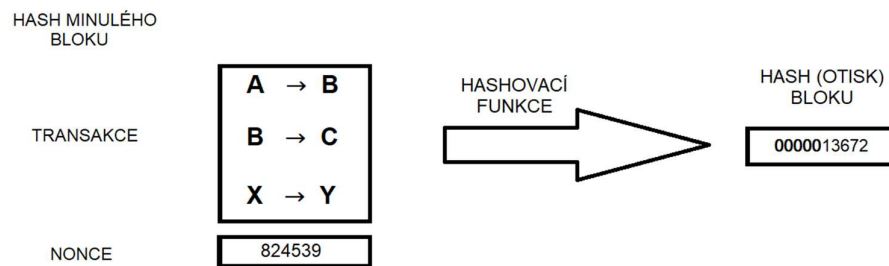 HASH MINULÉHO
BLOKU
TRANSAKCE
A → B
B → C
X → Y
NONCE
824539
HASHOVACÍ
FUNKCE
HASH (OTISK)
BLOKU
0000013672